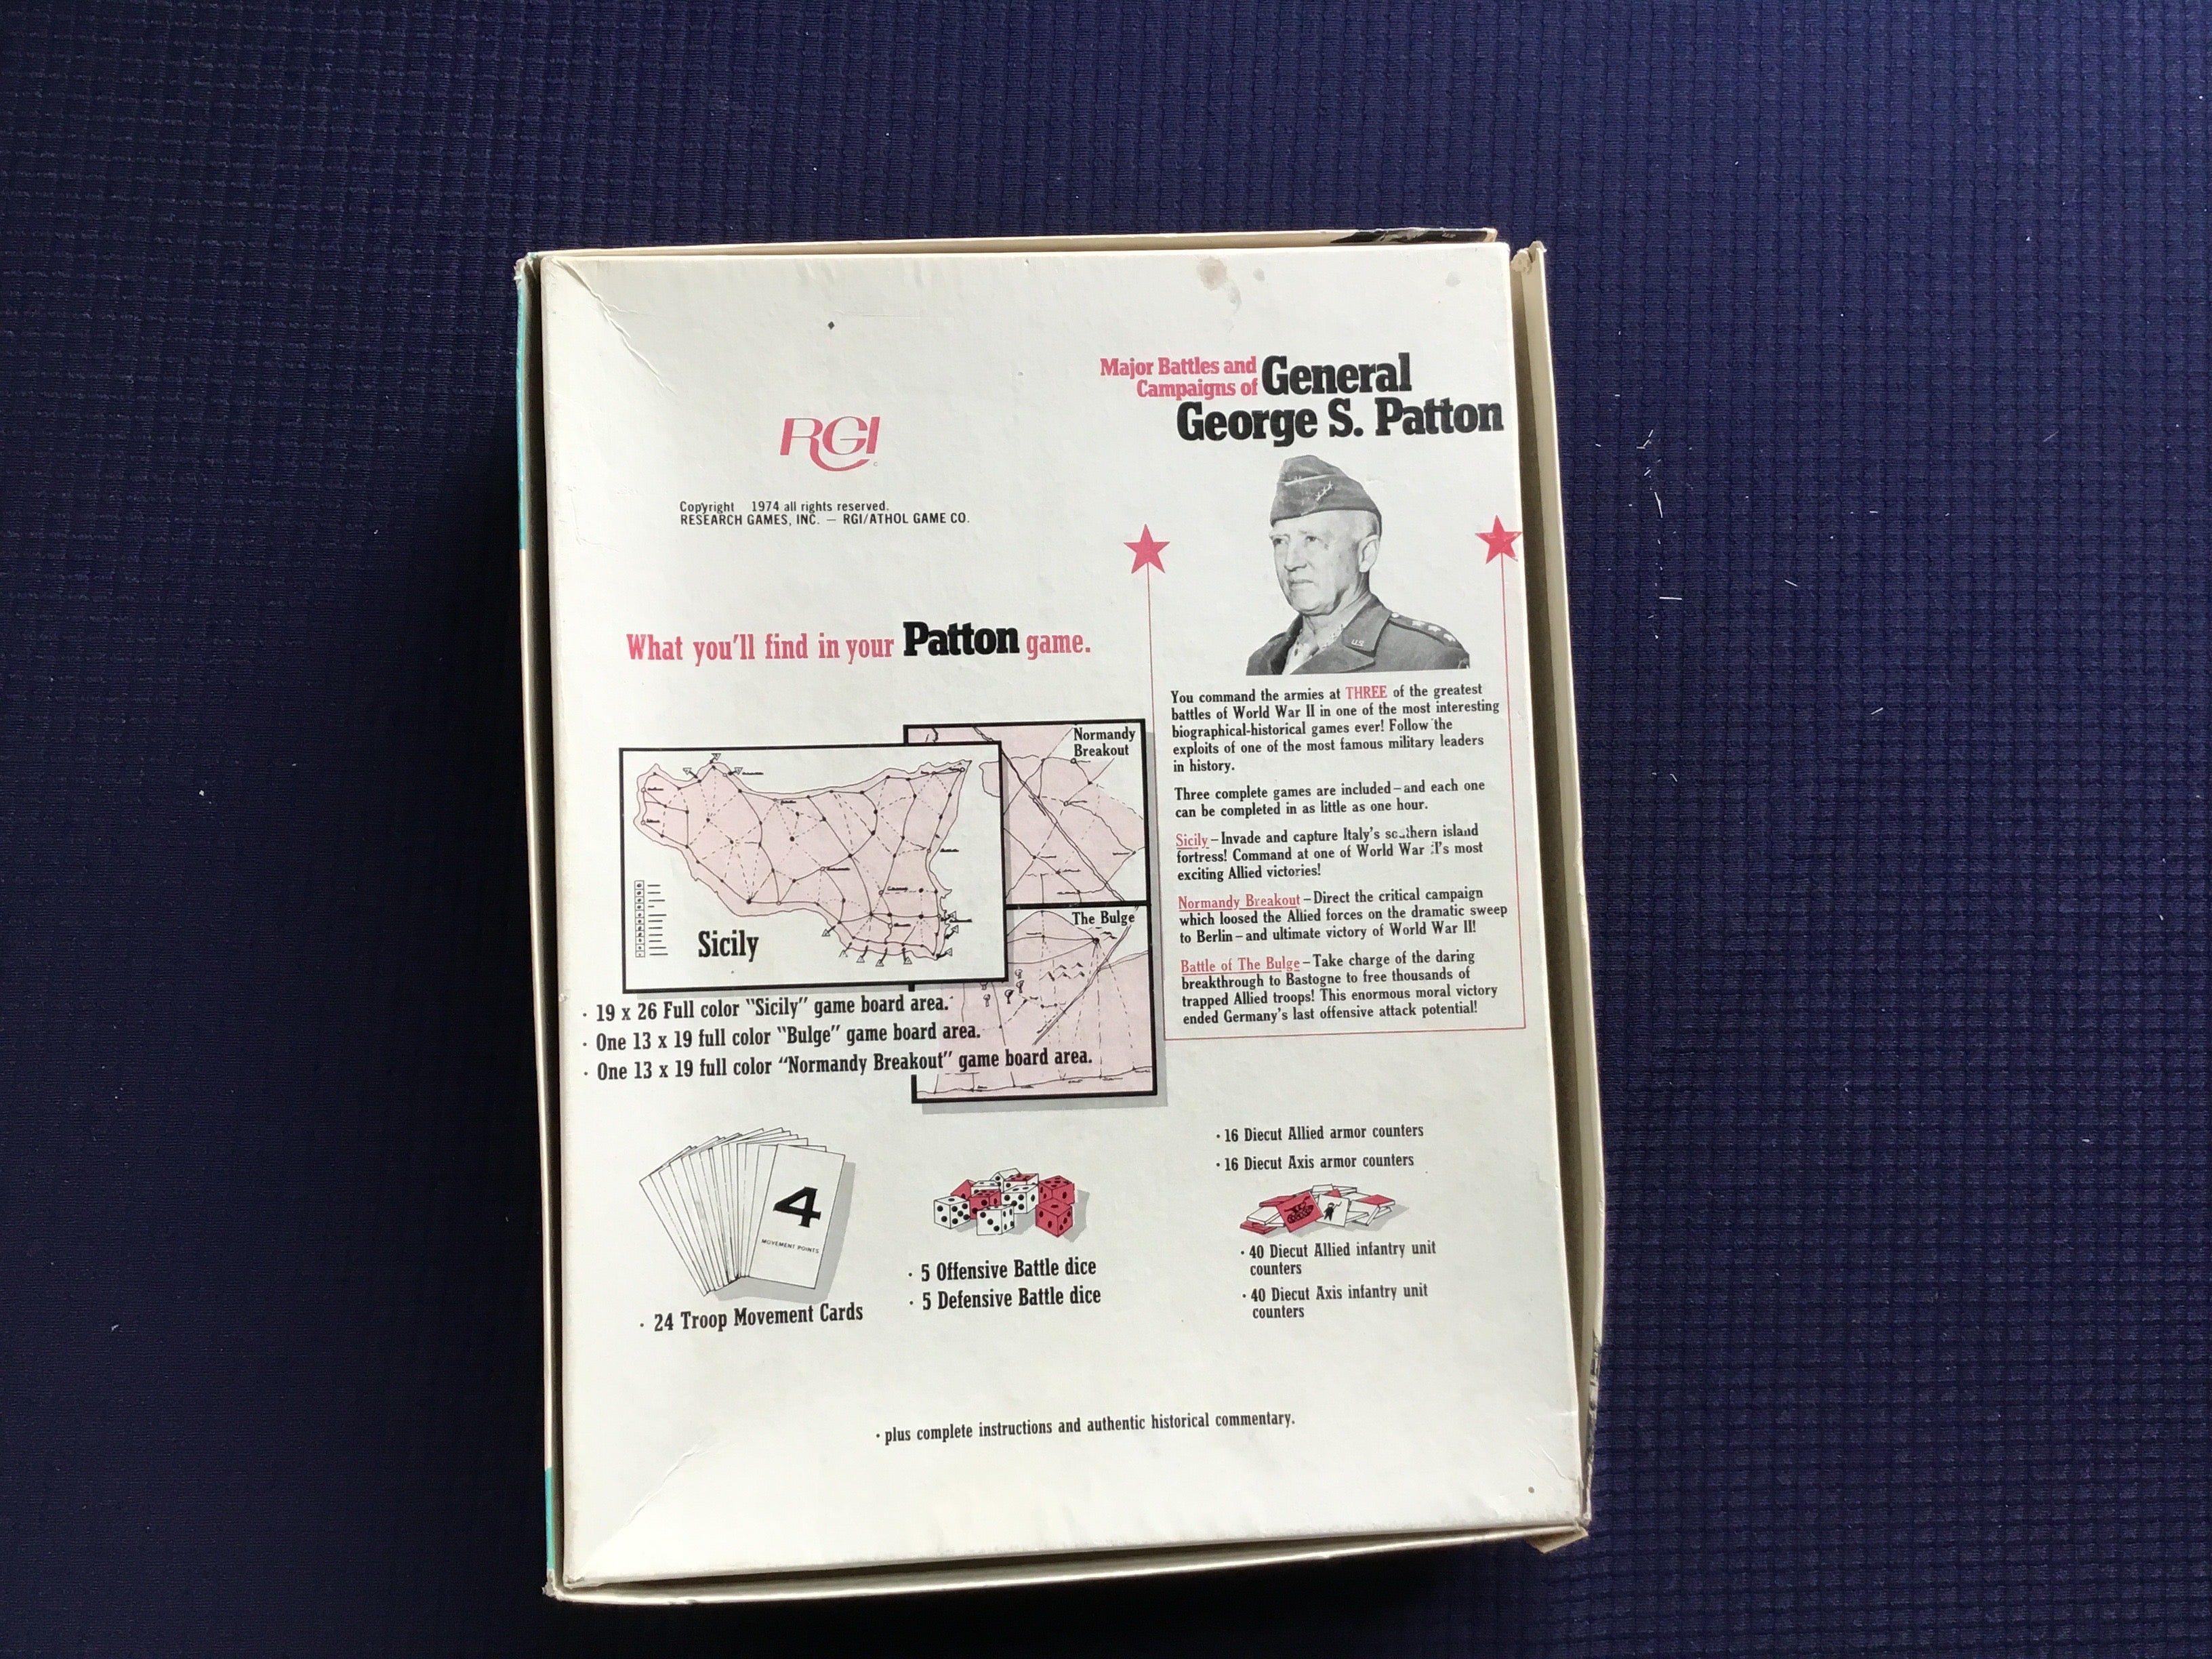 Major Battles and
Campaigns of General
George S. Patton
RGI
Copyright 1974 all rights reserved.
RESEARCH GAMES, INC. — RGI/ATHOL GAME CO.
What you'll find in your Patton game.
Normandy
Breakout
Sicily
The Bulge
· 19 x 26 Full color "Sicily" game board area.
· One 13 x 19 full color "Bulge" game board area.
· One 13 x 19 full color "Normandy Breakout" game board area.
US
You command the armies at THREE of the greatest
battles of World War II in one of the most interesting
biographical-historical games ever! Follow the
exploits of one of the most famous military leaders
in history.
Three complete games are included–and each one
can be completed in as little as one hour.
Sicily–Invade and capture Italy's southern island
fortress! Command at one of World War II's most
exciting Allied victories!
Normandy Breakout–Direct the critical campaign
which loosed the Allied forces on the dramatic sweep
to Berlin–and ultimate victory of World War II!
Battle of The Bulge–Take charge of the daring
breakthrough to Bastogne to free thousands of
trapped Allied troops! This enormous moral victory
ended Germany's last offensive attack potential!
4
MOVEMENT POINTS
· 24 Troop Movement Cards
· 5 Offensive Battle dice
· 5 Defensive Battle dice
· 16 Diecut Allied armor counters
· 16 Diecut Axis armor counters
· 40 Diecut Allied infantry unit
counters
· 40 Diecut Axis infantry unit
counters
· plus complete instructions and authentic historical commentary.